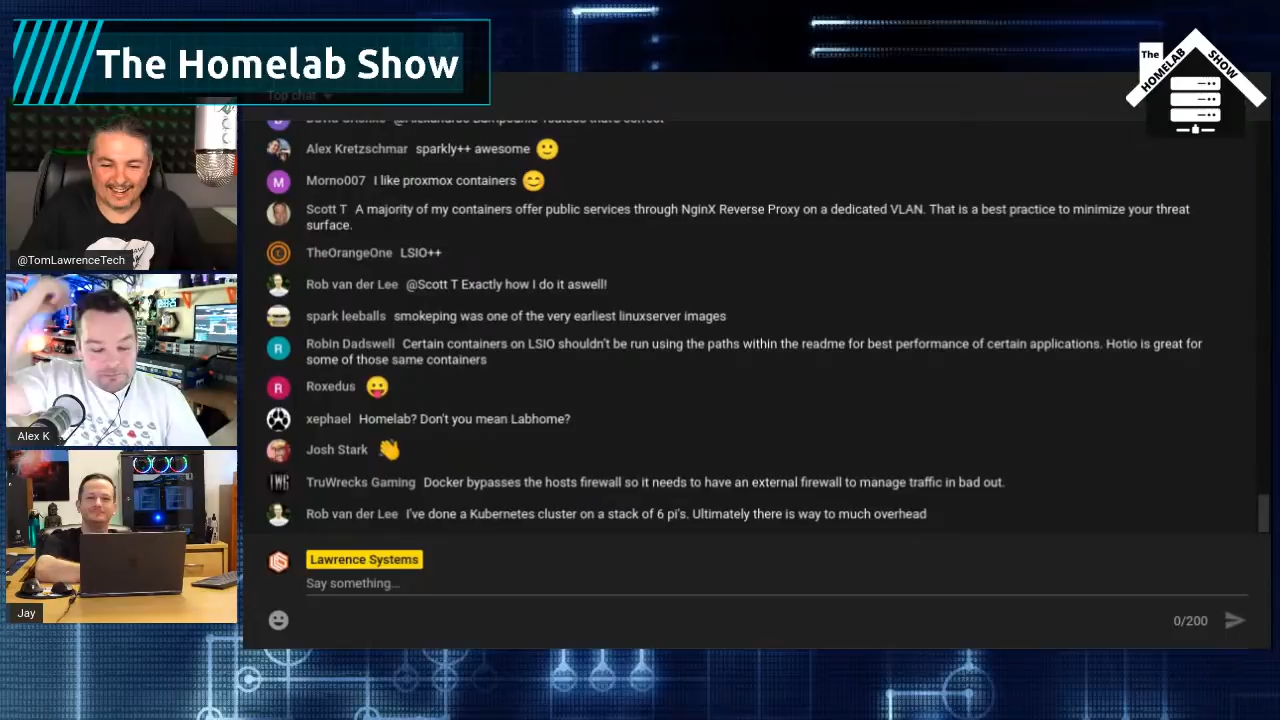 The Homelab Show
The
HOMELAB
SHOW
Top chat
Alex Kretzschmar sparkly++ awesome
Morno007 I like proxmox containers
Scott T A majority of my containers offer public services through NginX Reverse Proxy on a dedicated VLAN. That is a best practice to minimize your threat
surface.
TheOrangeOne LSIO++
Rob van der Lee @Scott T Exactly how I do it aswell!
spark leeballs smokeping was one of the very earliest linuxserver images
Robin Dadswell Certain containers on LSIO shouldn't be run using the paths within the readme for best performance of certain applications. Hotio is great for
some of those same containers
Roxedus
xephael Homelab? Don't you mean Labhome?
Josh Stark
TruWrecks Gaming Docker bypasses the hosts firewall so it needs to have an external firewall to manage traffic in bad out.
Rob van der Lee I've done a Kubernetes cluster on a stack of 6 pi's. Ultimately there is way to much overhead
Lawrence Systems
Say something...
0/200
@TomLawrenceTech
Alex K
Jay
M
R
R